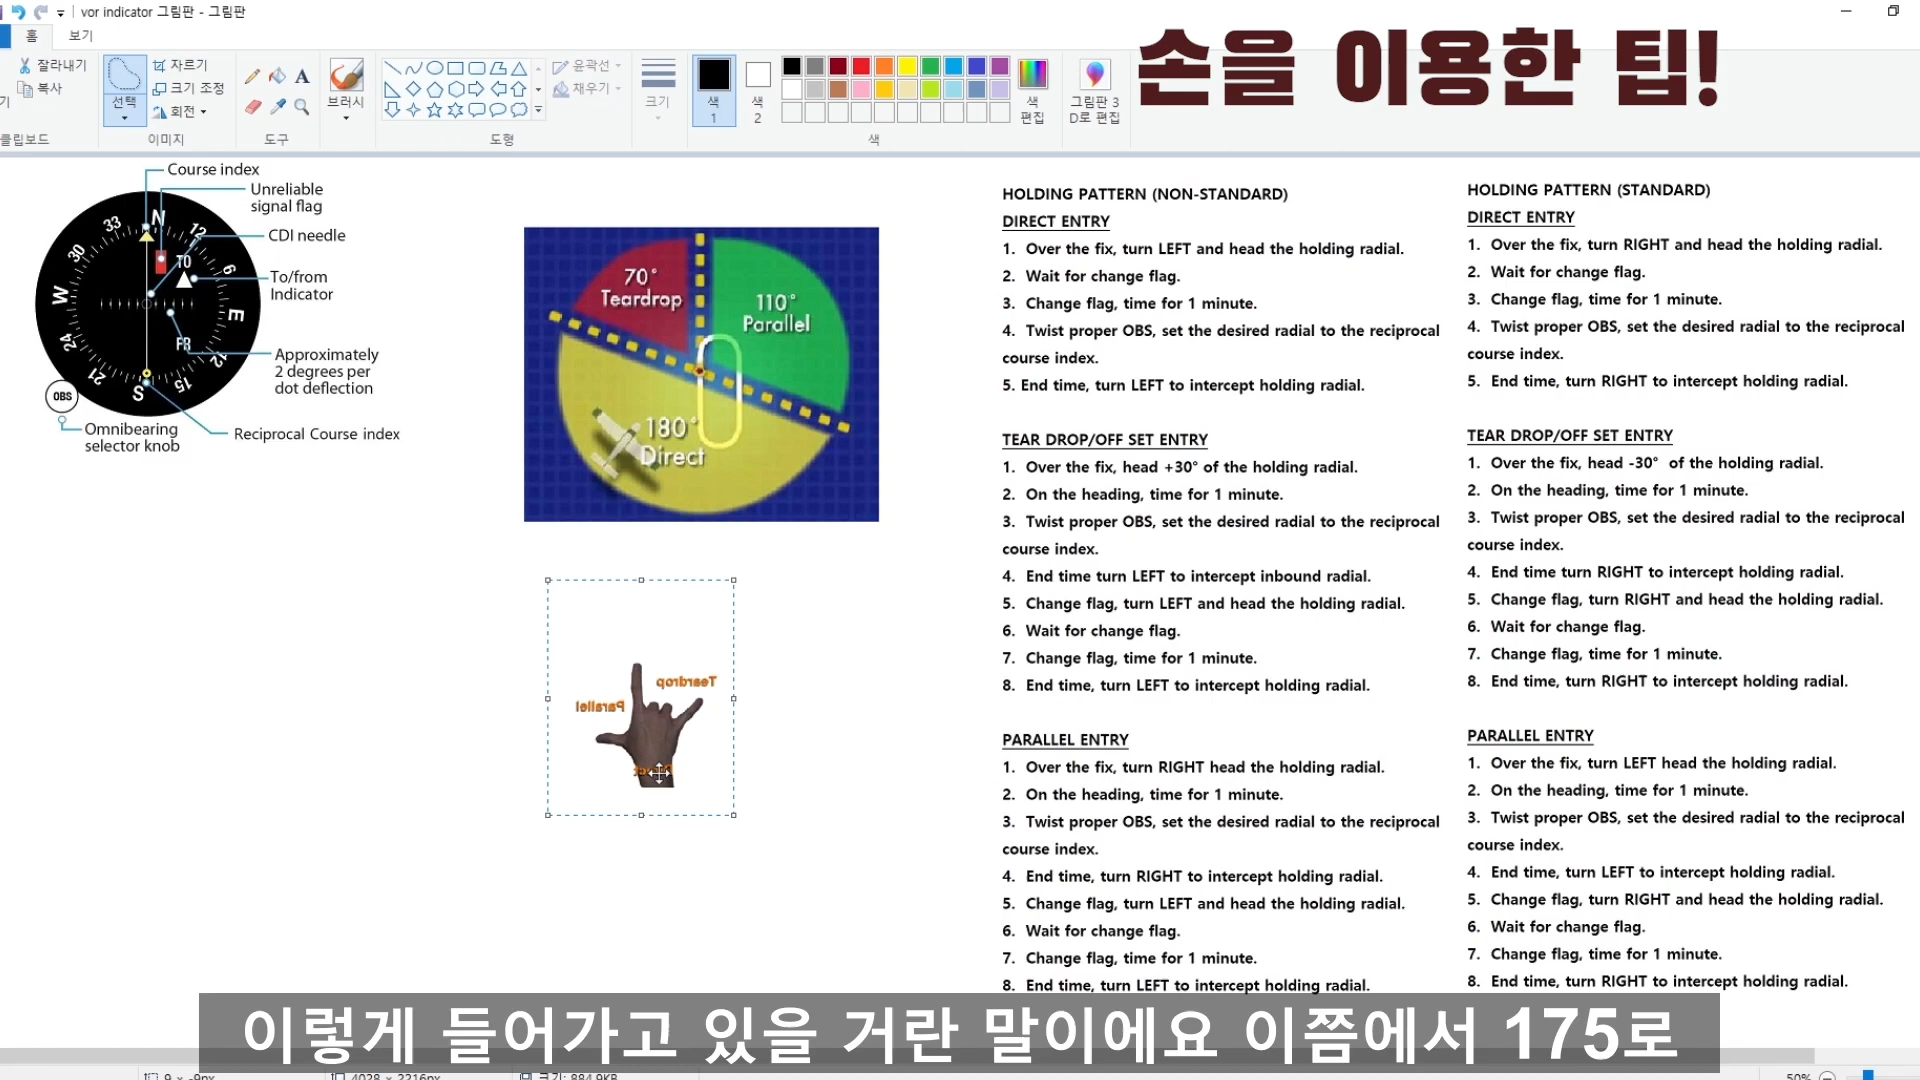 vor indicator 그림판 - 그림판
홈
보기
잘라내기
복사
기
클립보드
선택
자르기
크기 조정
회전
이미지
A
도구
브러시
윤곽선
채우기
도형
크기
색
1
색
2
색
편집
색
그림판 3
D로 편집
손을 이용한 팁!
Course index
Unreliable
signal flag
CDI needle
To/from
Indicator
Approximately
2 degrees per
dot deflection
Omnibearing
selector knob
Reciprocal Course index
OBS
N
33
30
W
24
21
S
15
12
E
6
12
TO
FR
70°
Teardrop
110°
Parallel
180°
Direct
Teardrop
Parallel
HOLDING PATTERN (NON-STANDARD)
DIRECT ENTRY
1. Over the fix, turn LEFT and head the holding radial.
2. Wait for change flag.
3. Change flag, time for 1 minute.
4. Twist proper OBS, set the desired radial to the reciprocal
course index.
5. End time, turn LEFT to intercept holding radial.
TEAR DROP/OFF SET ENTRY
1. Over the fix, head +30° of the holding radial.
2. On the heading, time for 1 minute.
3. Twist proper OBS, set the desired radial to the reciprocal
course index.
4. End time turn LEFT to intercept inbound radial.
5. Change flag, turn LEFT and head the holding radial.
6. Wait for change flag.
7. Change flag, time for 1 minute.
8. End time, turn LEFT to intercept holding radial.
PARALLEL ENTRY
1. Over the fix, turn RIGHT head the holding radial.
2. On the heading, time for 1 minute.
3. Twist proper OBS, set the desired radial to the reciprocal
course index.
4. End time, turn RIGHT to intercept holding radial.
5. Change flag, turn LEFT and head the holding radial.
6. Wait for change flag.
7. Change flag, time for 1 minute.
8. End time, turn LEFT to intercept holding radial.
HOLDING PATTERN (STANDARD)
DIRECT ENTRY
1. Over the fix, turn RIGHT and head the holding radial.
2. Wait for change flag.
3. Change flag, time for 1 minute.
4. Twist proper OBS, set the desired radial to the reciprocal
course index.
5. End time, turn RIGHT to intercept holding radial.
TEAR DROP/OFF SET ENTRY
1. Over the fix, head -30° of the holding radial.
2. On the heading, time for 1 minute.
3. Twist proper OBS, set the desired radial to the reciprocal
course index.
4. End time turn RIGHT to intercept holding radial.
5. Change flag, turn RIGHT and head the holding radial.
6. Wait for change flag.
7. Change flag, time for 1 minute.
8. End time, turn RIGHT to intercept holding radial.
PARALLEL ENTRY
1. Over the fix, turn LEFT head the holding radial.
2. On the heading, time for 1 minute.
3. Twist proper OBS, set the desired radial to the reciprocal
course index.
4. End time, turn LEFT to intercept holding radial.
5. Change flag, turn RIGHT and head the holding radial.
6. Wait for change flag.
7. Change flag, time for 1 minute.
8. End time, turn RIGHT to intercept holding radial.
이렇게 들어가고 있을 거란 말이에요 이쯤에서 175로
9 × -9px
4028 × 2216px
크기: 884.9KB
50%